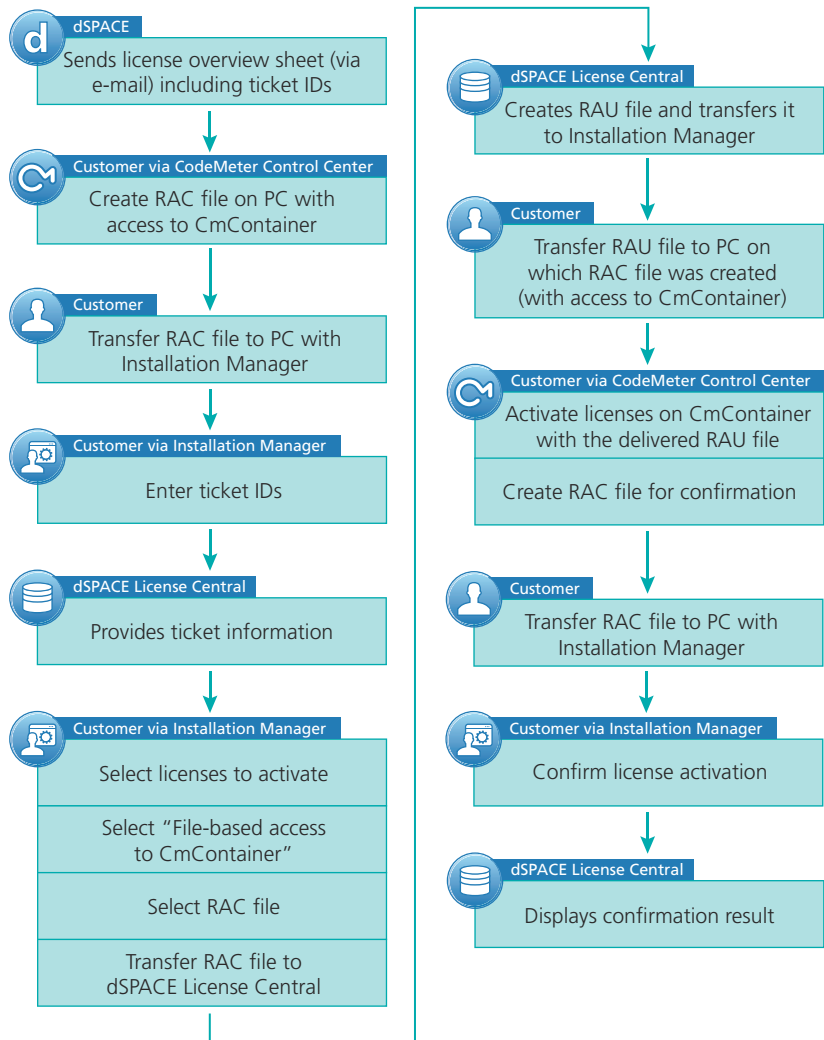 d
dSPACE
Sends license overview sheet (via
e-mail) including ticket IDs
Customer via CodeMeter Control Center
Create RAC file on PC with
access to CmContainer
Customer
Transfer RAC file to PC with
Installation Manager
Customer via Installation Manager
Enter ticket IDs
dSPACE License Central
Provides ticket information
Customer via Installation Manager
Select licenses to activate
Select “File-based access
to CmContainer”
Select RAC file
Transfer RAC file to
dSPACE License Central
dSPACE License Central
Creates RAU file and transfers it
to Installation Manager
Customer
Transfer RAU file to PC on
which RAC file was created
(with access to CmContainer)
Customer via CodeMeter Control Center
Activate licenses on CmContainer
with the delivered RAU file
Create RAC file for confirmation
Customer
Transfer RAC file to PC with
Installation Manager
Customer via Installation Manager
Confirm license activation
dSPACE License Central
Displays confirmation result